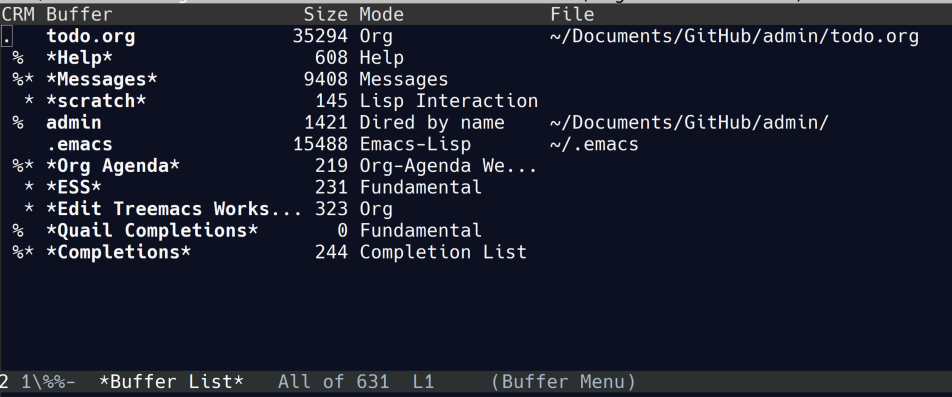 CRM Buffer Size Mode File
. todo.org 35294 Org ~/Documents/GitHub/admin/todo.org
% *Help* 608 Help
%* *Messages* 9408 Messages
* *scratch* 145 Lisp Interaction
% admin 1421 Dired by name ~/Documents/GitHub/admin/
.emacs 15488 Emacs-Lisp ~/.emacs
%* *Org Agenda* 219 Org-Agenda We...
* *ESS* 231 Fundamental
* *Edit Treemacs Works... 323 Org
% *Quail Completions* 0 Fundamental
%* *Completions* 244 Completion List
2 1\%%- *Buffer List* All of 631 L1 (Buffer Menu)